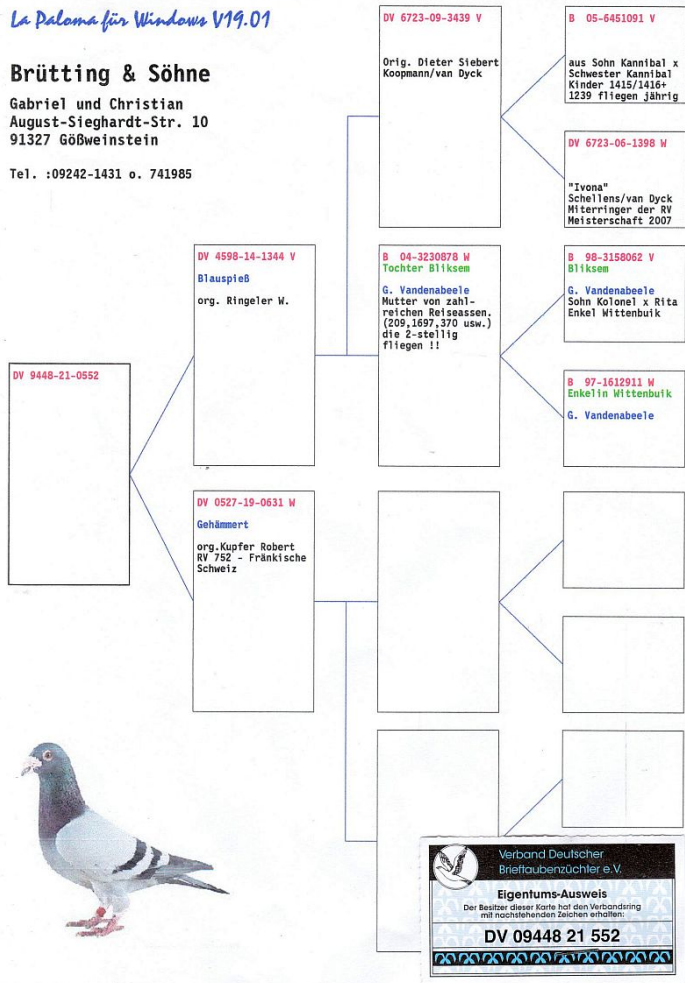 La Paloma für Windows V19.01
Brütting & Söhne
Gabriel und Christian
August-Sieghardt-Str. 10
91327 Gößweinstein
Tel. :09242-1431 o. 741985
DV 9448-21-0552
DV 4598-14-1344 V
Blauspieß
org. Ringeler W.
DV 0527-19-0631 W
Gehämmert
org.Kupfer Robert
RV 752 - Fränkische
Schweiz
DV 6723-09-3439 V
Orig. Dieter Siebert
Koopmann/van Dyck
B 04-3230878 W
Tochter Bliksem
G. Vandenabeele
Mutter von zahl-
reichen Reiseassen.
(209,1697,370 usw.)
die 2-stellig
fliegen !!
B 05-6451091 V
aus Sohn Kannibal x
Schwester Kannibal
Kinder 1415/1416+
1239 fliegen jährig
DV 6723-06-1398 W
"Ivona"
Schellens/van Dyck
Miterringer der RV
Meisterschaft 2007
B 98-3158062 V
Bliksem
G. Vandenabeele
Sohn Kolonel x Rita
Enkel Wittenbuik
B 97-1612911 W
Enkelin Wittenbuik
G. Vandenabeele
Verband Deutscher
Brieftaubenzüchter e.V.
Eigentums-Ausweis
Der Besitzer dieser Karte hat den Verbandsring
mit nachstehenden Zeichen erhalten:
DV 09448 21 552